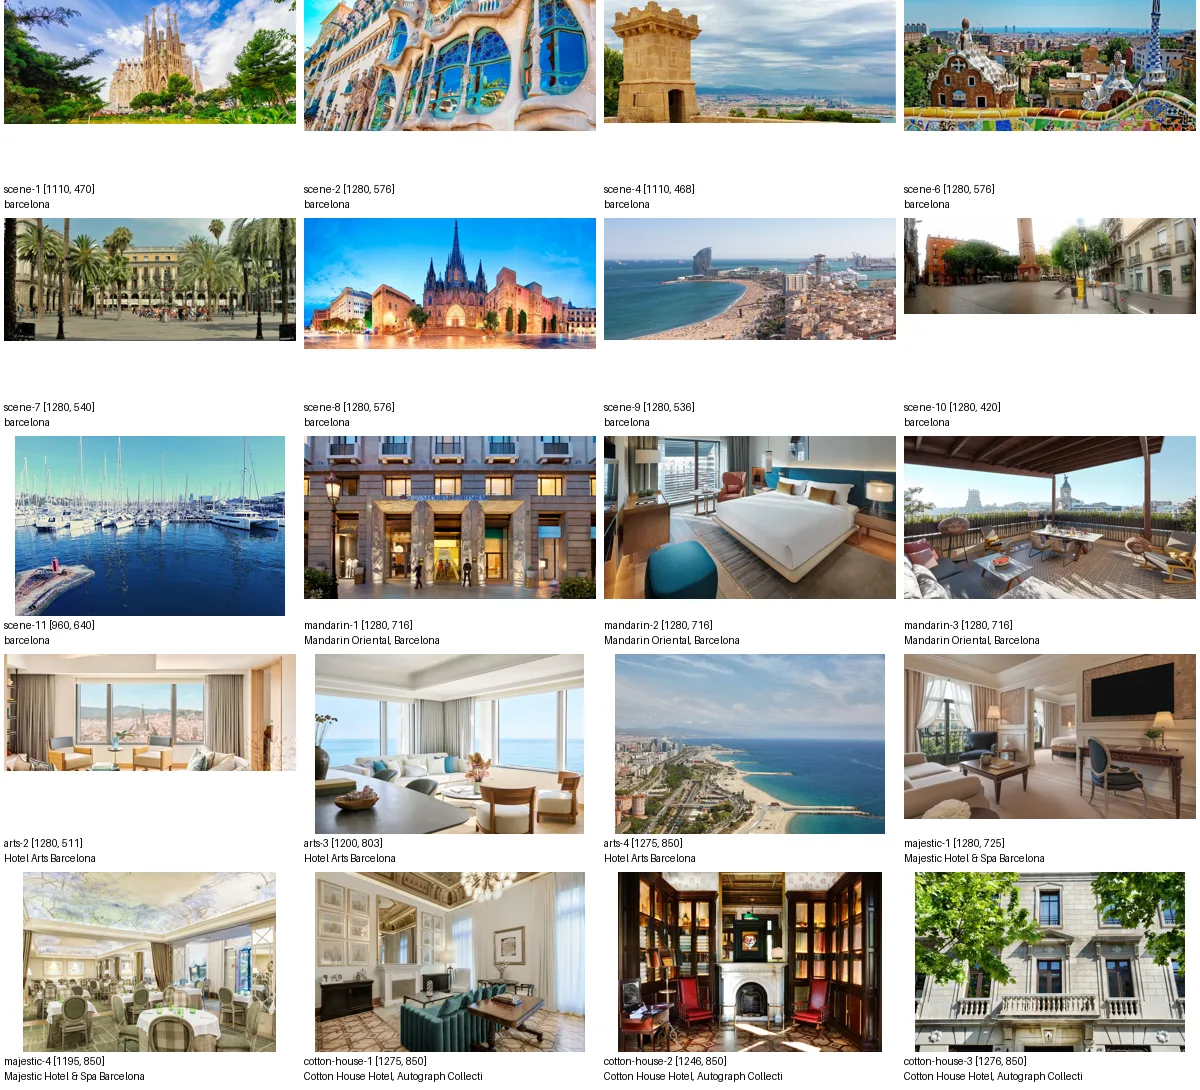 scene-1 [1110, 470]
barcelona
scene-2 [1280, 576]
barcelona
scene-4 [1110, 468]
barcelona
scene-6 [1280, 576]
barcelona
scene-7 [1280, 540]
barcelona
scene-8 [1280, 576]
barcelona
scene-9 [1280, 536]
barcelona
scene-10 [1280, 420]
barcelona
scene-11 [960, 640]
barcelona
mandarin-1 [1280, 716]
Mandarin Oriental, Barcelona
mandarin-2 [1280, 716]
Mandarin Oriental, Barcelona
mandarin-3 [1280, 716]
Mandarin Oriental, Barcelona
arts-2 [1280, 511]
Hotel Arts Barcelona
arts-3 [1200, 803]
Hotel Arts Barcelona
arts-4 [1275, 850]
Hotel Arts Barcelona
majestic-1 [1280, 725]
Majestic Hotel & Spa Barcelona
majestic-4 [1195, 850]
Majestic Hotel & Spa Barcelona
cotton-house-1 [1275, 850]
Cotton House Hotel, Autograph Collecti
cotton-house-2 [1246, 850]
Cotton House Hotel, Autograph Collecti
cotton-house-3 [1276, 850]
Cotton House Hotel, Autograph Collecti